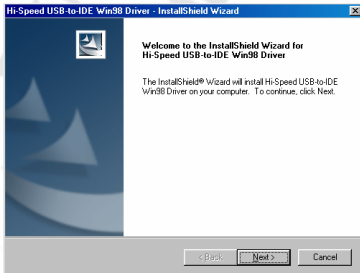 Hi-Speed USB-to-IDE Win98 Driver - InstallShield Wizard
Welcome to the InstallShield Wizard for
Hi-Speed USB-to-IDE Win98 Driver
The InstallShield® Wizard will install Hi-Speed USB-to-IDE
Win98 Driver on your computer. To continue, click Next.
< Back Next > Cancel